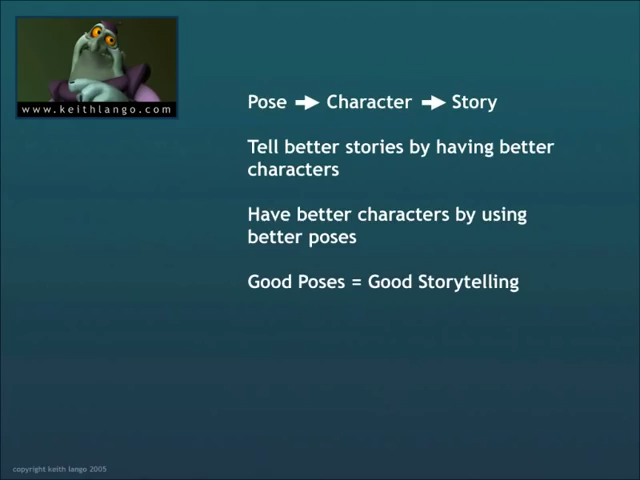 www.keithlango.com
Pose Character Story
Tell better stories by having better
characters
Have better characters by using
better poses
Good Poses = Good Storytelling
copyright keith lango 2005